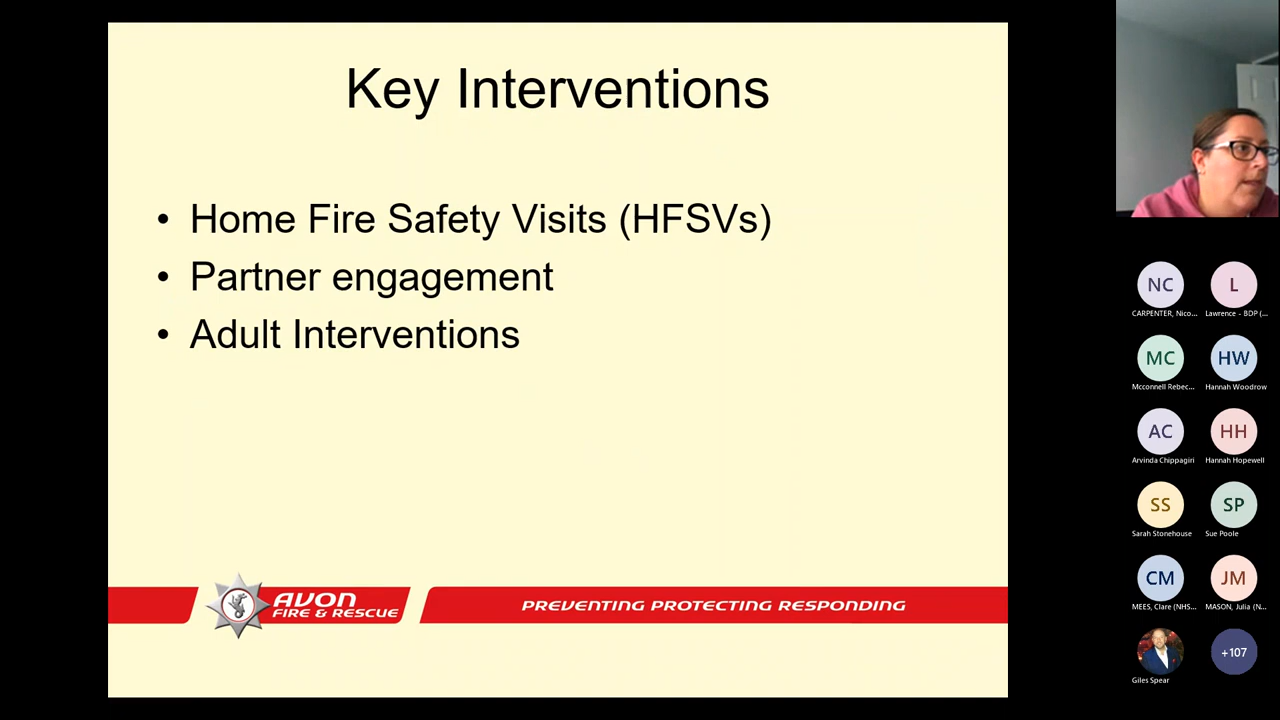 Key Interventions
• Home Fire Safety Visits (HFSVs)
• Partner engagement
• Adult Interventions
AVON
FIRE & RESCUE
PREVENTING PROTECTING RESPONDING
NC
L
CARPENTER, Nico...
Lawrence - BDP (...
MC
HW
Mcconnell Rebec...
Hannah Woodrow
AC
HH
Arvinda Chippagiri
Hannah Hopewell
SS
SP
Sarah Stonehouse
Sue Poole
CM
JM
MEES, Clare (NHS...
MASON, Julia (N...
+107
Giles Spear